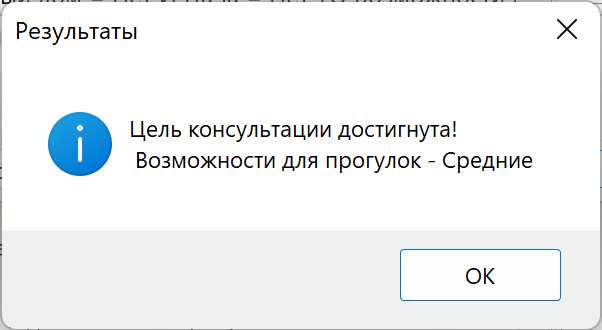 Результаты
Цель консультации достигнута!
Возможности для прогулок - Средние
OK